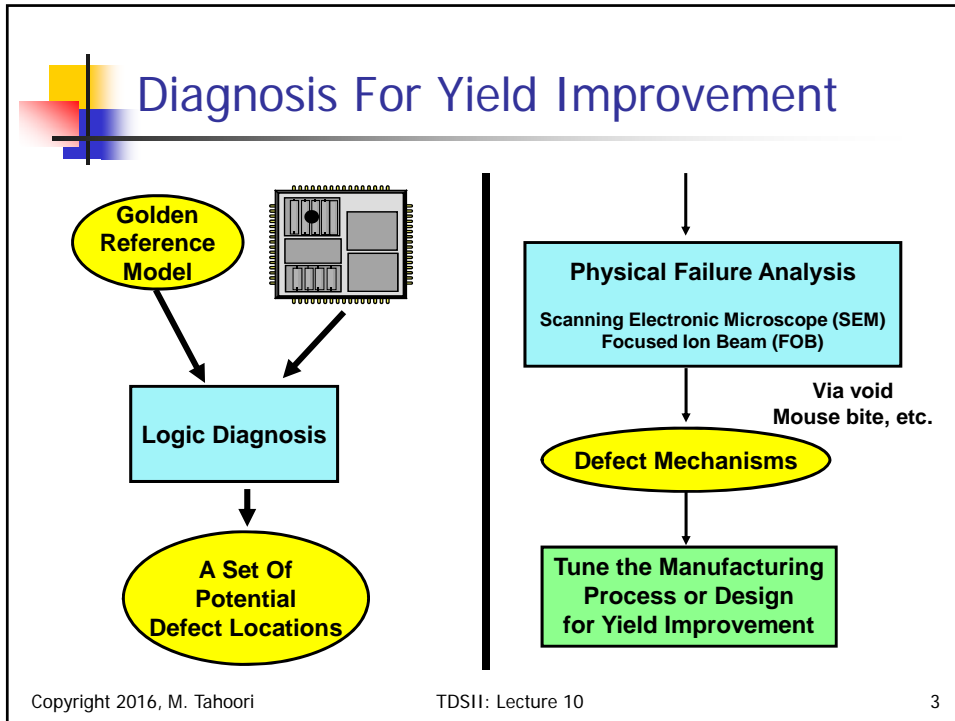 Diagnosis For Yield Improvement
Golden
Reference
Model
Logic Diagnosis
A Set Of
Potential
Defect Locations
Physical Failure Analysis
Scanning Electronic Microscope (SEM)
Focused Ion Beam (FOB)
Via void
Mouse bite, etc.
Defect Mechanisms
Tune the Manufacturing
Process or Design
for Yield Improvement
Copyright 2016, M. Tahoori
TDSII: Lecture 10
3